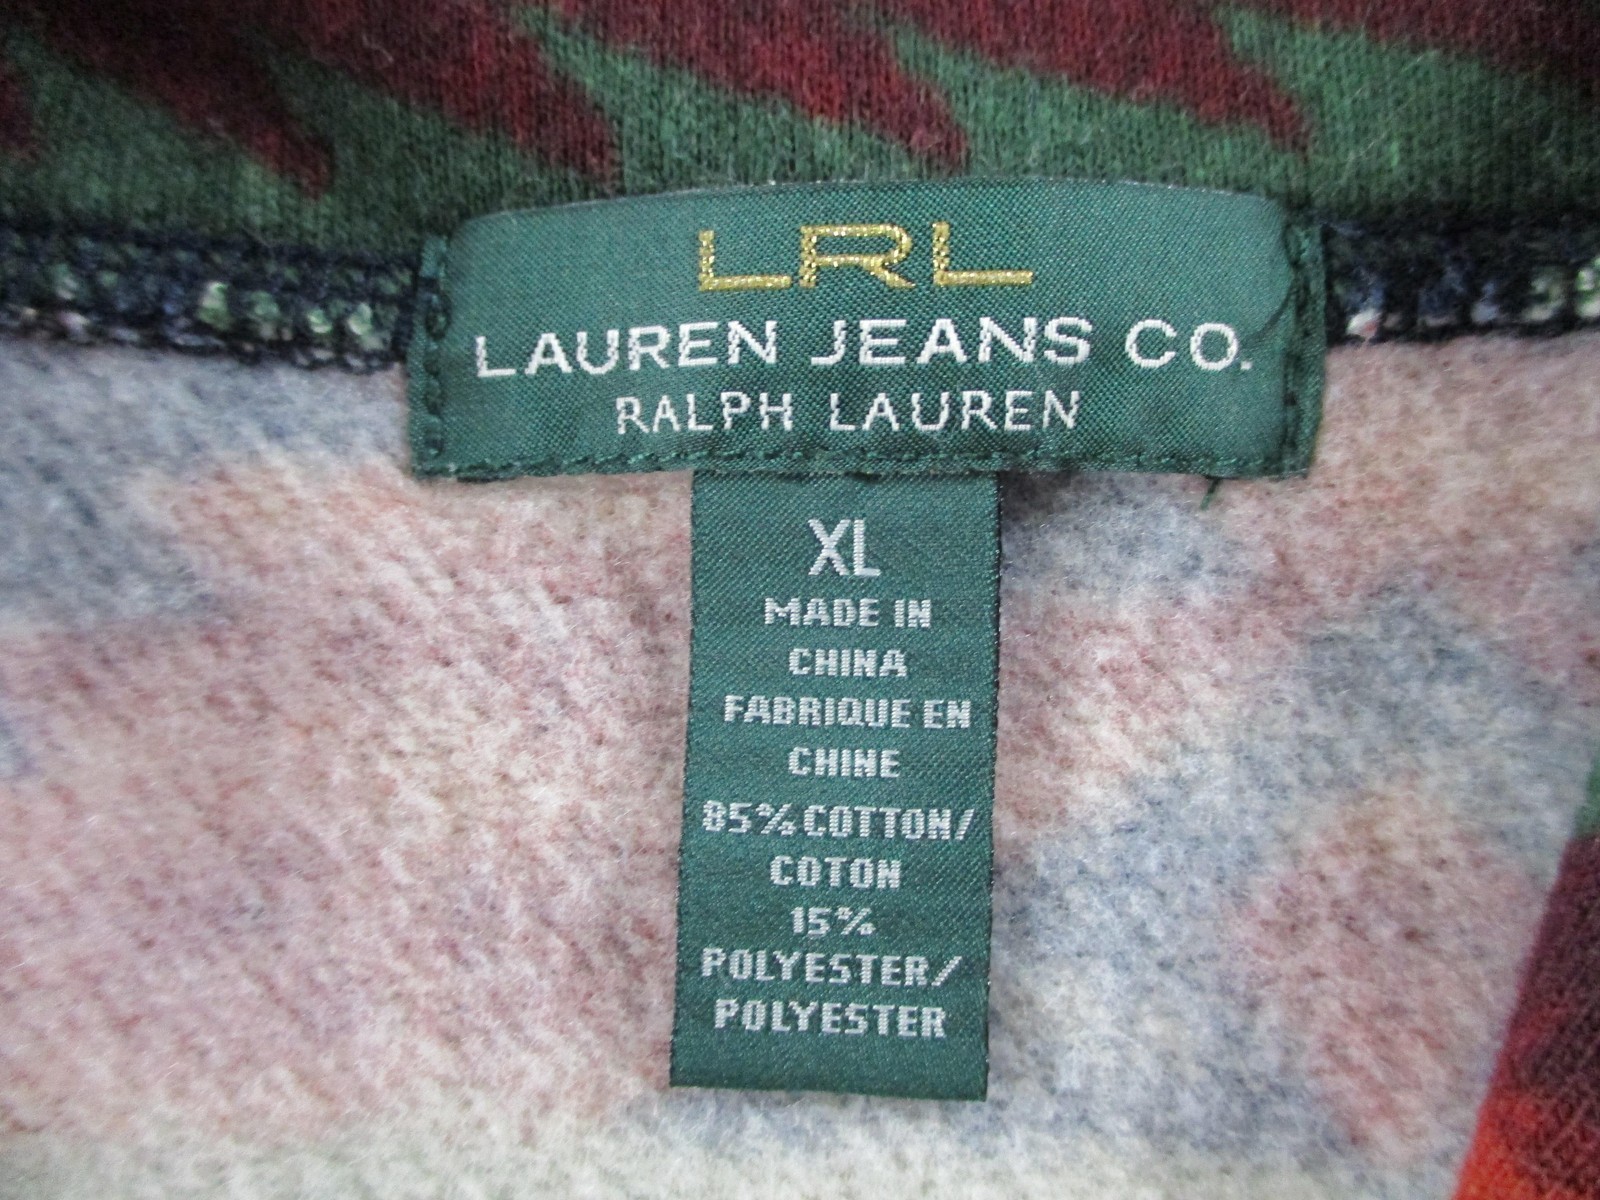 LRL
LAUREN JEANS CO.
RALPH LAUREN
XL
MADE IN
CHINA
FABRIQUE EN
CHINE
85% COTTON/
COTON
15%
POLYESTER/
POLYESTER